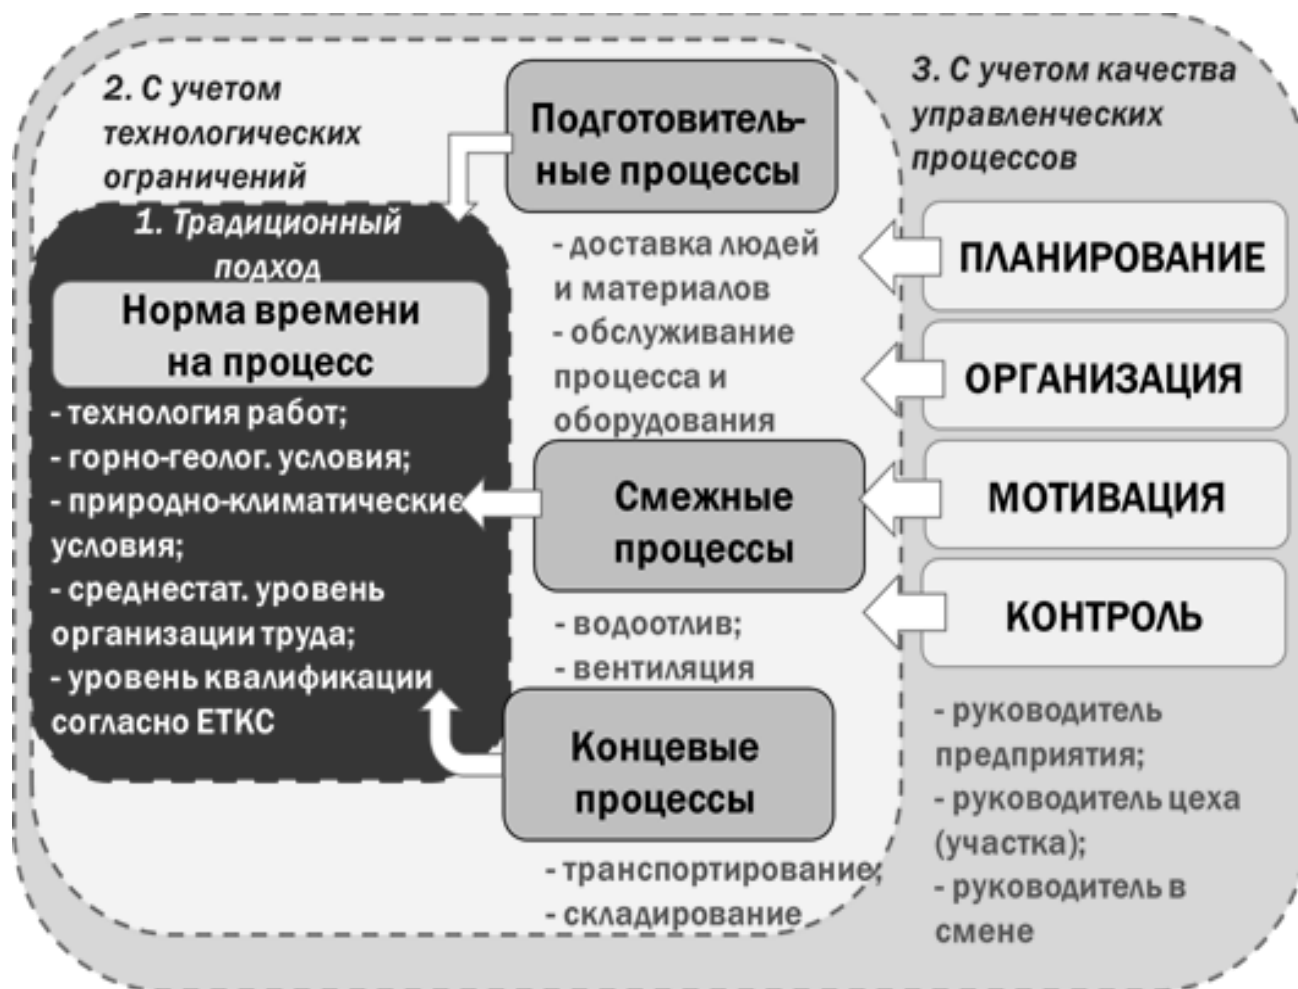 2. С учетом
технологических
ограничений
1. Традиционный
подход
Норма времени
на процесс
- технология работ;
- горно-геолог. условия;
- природно-климатические
условия;
- среднестат. уровень
организации труда;
- уровень квалификации
согласно ЕТКС
Подготовитель-
ные процессы
- доставка людей
и материалов
- обслуживание
процесса и
оборудования
Смежные
процессы
- водоотлив;
- вентиляция
Концевые
процессы
- транспортирование;
- складирование
3. С учетом качества
управленческих
процессов
ПЛАНИРОВАНИЕ
ОРГАНИЗАЦИЯ
МОТИВАЦИЯ
КОНТРОЛЬ
- руководитель
предприятия;
- руководитель цеха
(участка);
- руководитель в
смене